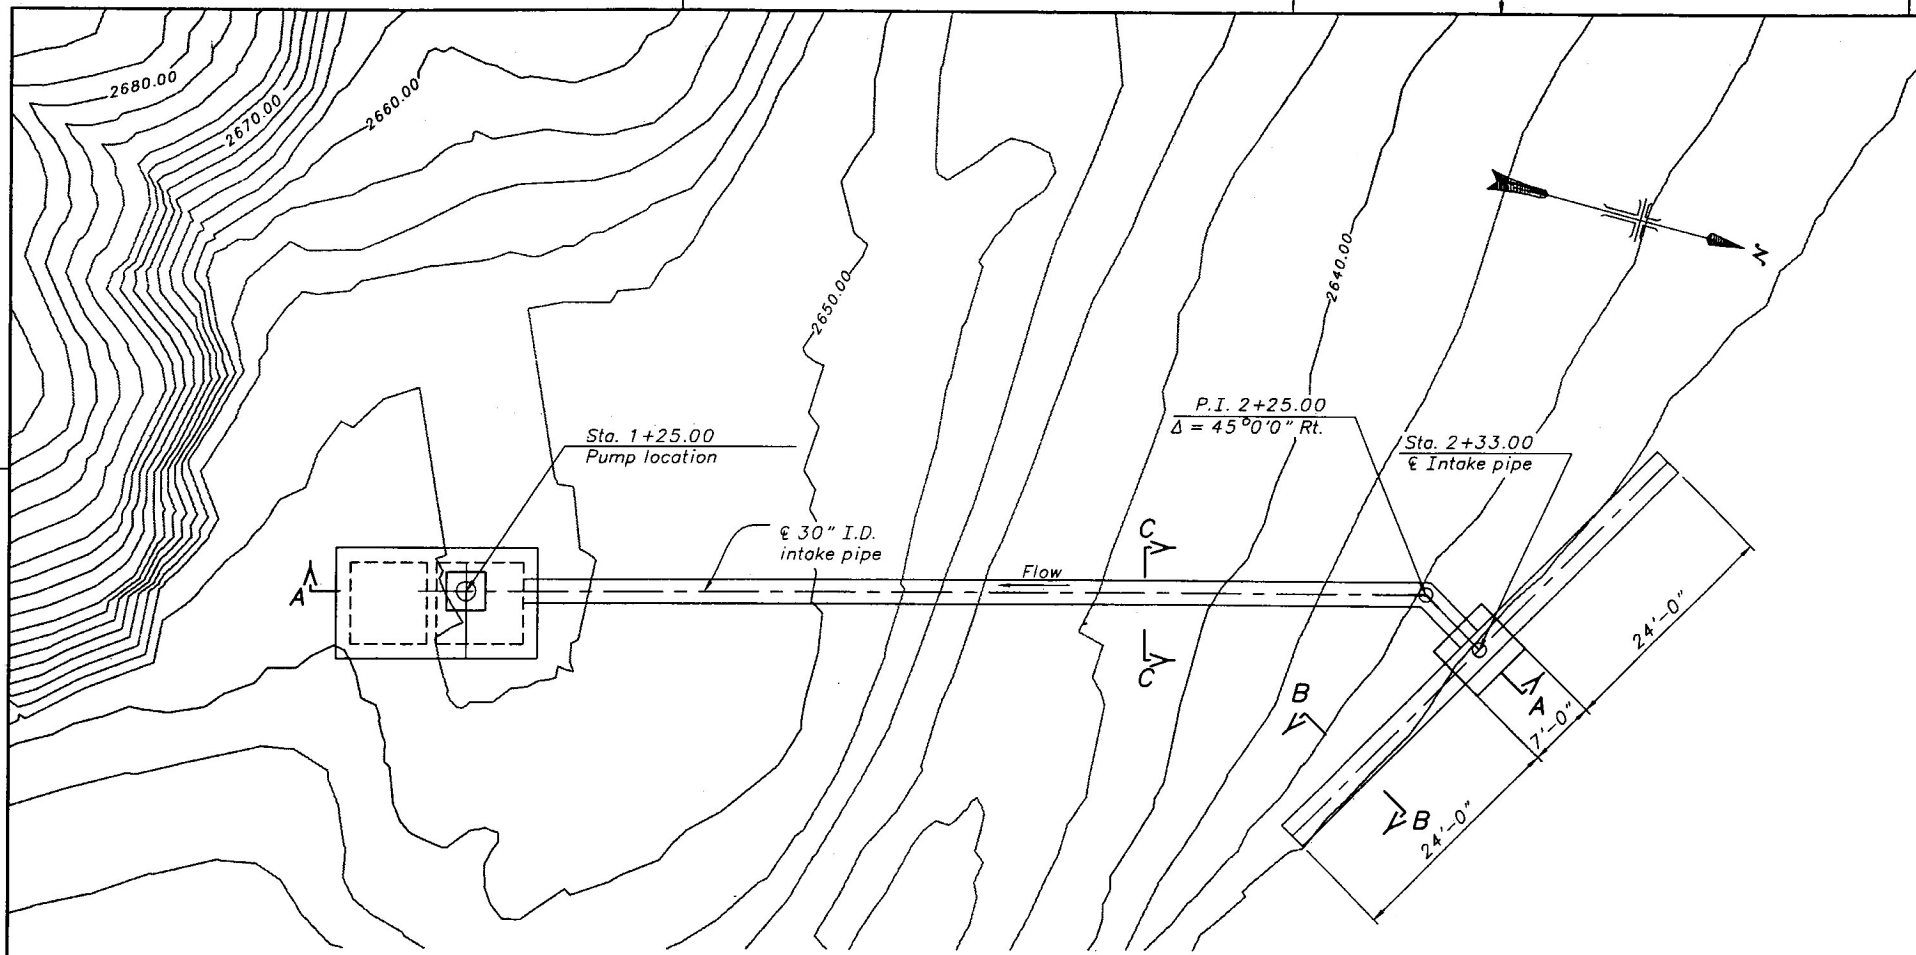 2680.00
2670.00
2660.00
2650.00
2640.00
N
P.I. 2+25.00
Δ = 45°0'0" Rt.
Sta. 1+25.00
Pump location
Sta. 2+33.00
℄ Intake pipe
℄ 30" I.D.
intake pipe
Flow
C
C
A
A
B
B
24'-0"
7'-0"
24'-0"